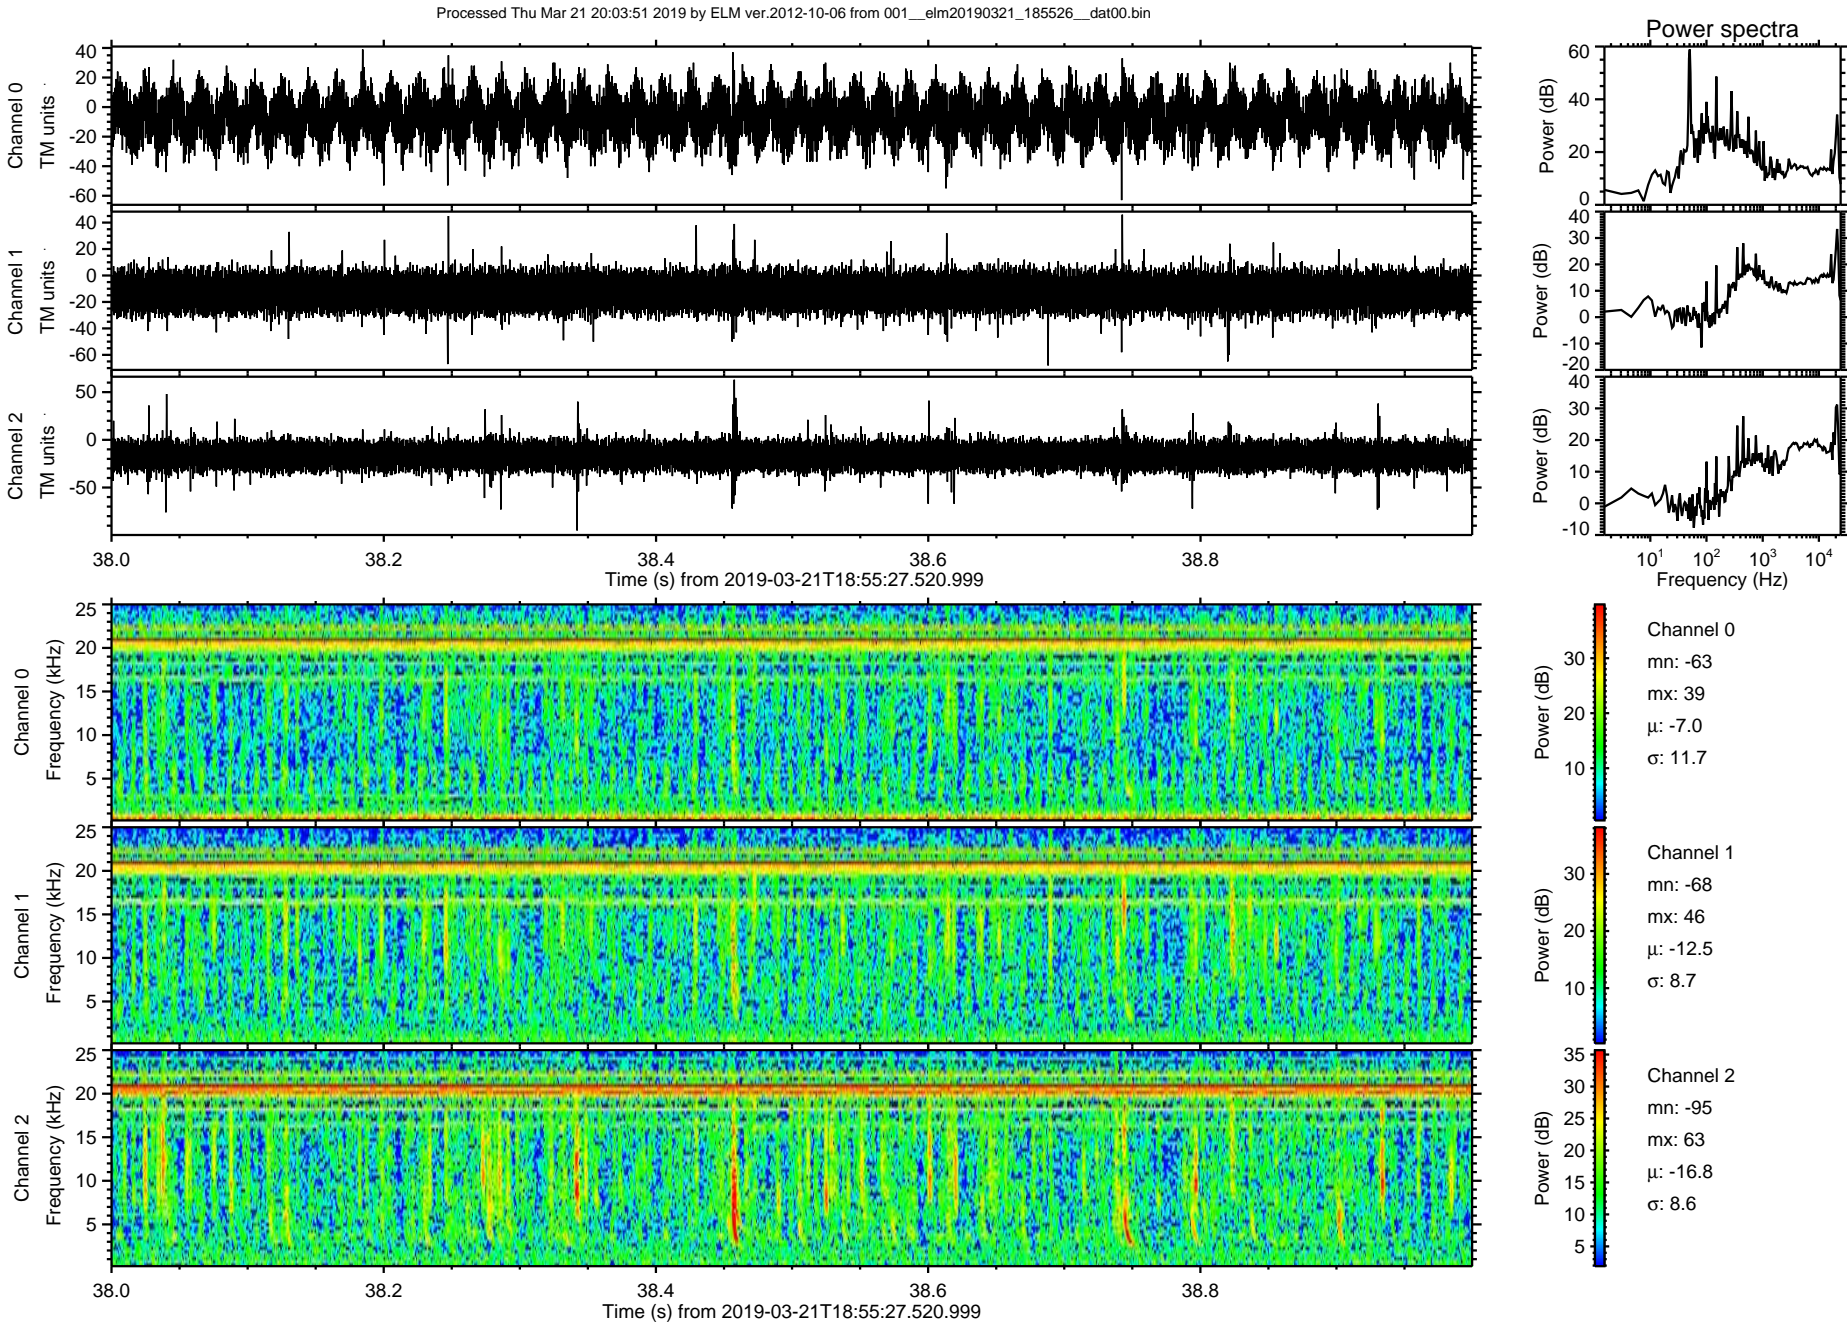 Processed Thu Mar 21 20:03:51 2019 by ELM ver.2012-10-06 from 001__elm20190321_185526__dat00.bin
Power spectra
Channel 0
TM units
40
20
0
-20
-40
-60
Power (dB)
60
40
20
0
Channel 1
TM units
40
20
0
-20
-40
-60
Power (dB)
40
30
20
10
0
-10
-20
Channel 2
TM units
50
0
-50
Power (dB)
40
30
20
10
0
-10
38.0 38.2 38.4 38.6 38.8
Time (s) from 2019-03-21T18:55:27.520.999
10^1 10^2 10^3 10^4
Frequency (Hz)
Channel 0
Frequency (kHz)
25
20
15
10
5
Power (dB)
30
20
10
Channel 0
mn: -63
mx: 39
μ: -7.0
σ: 11.7
Channel 1
Frequency (kHz)
25
20
15
10
5
Power (dB)
30
20
10
Channel 1
mn: -68
mx: 46
μ: -12.5
σ: 8.7
Channel 2
Frequency (kHz)
25
20
15
10
5
Power (dB)
35
30
25
20
15
10
5
Channel 2
mn: -95
mx: 63
μ: -16.8
σ: 8.6
38.0 38.2 38.4 38.6 38.8
Time (s) from 2019-03-21T18:55:27.520.999